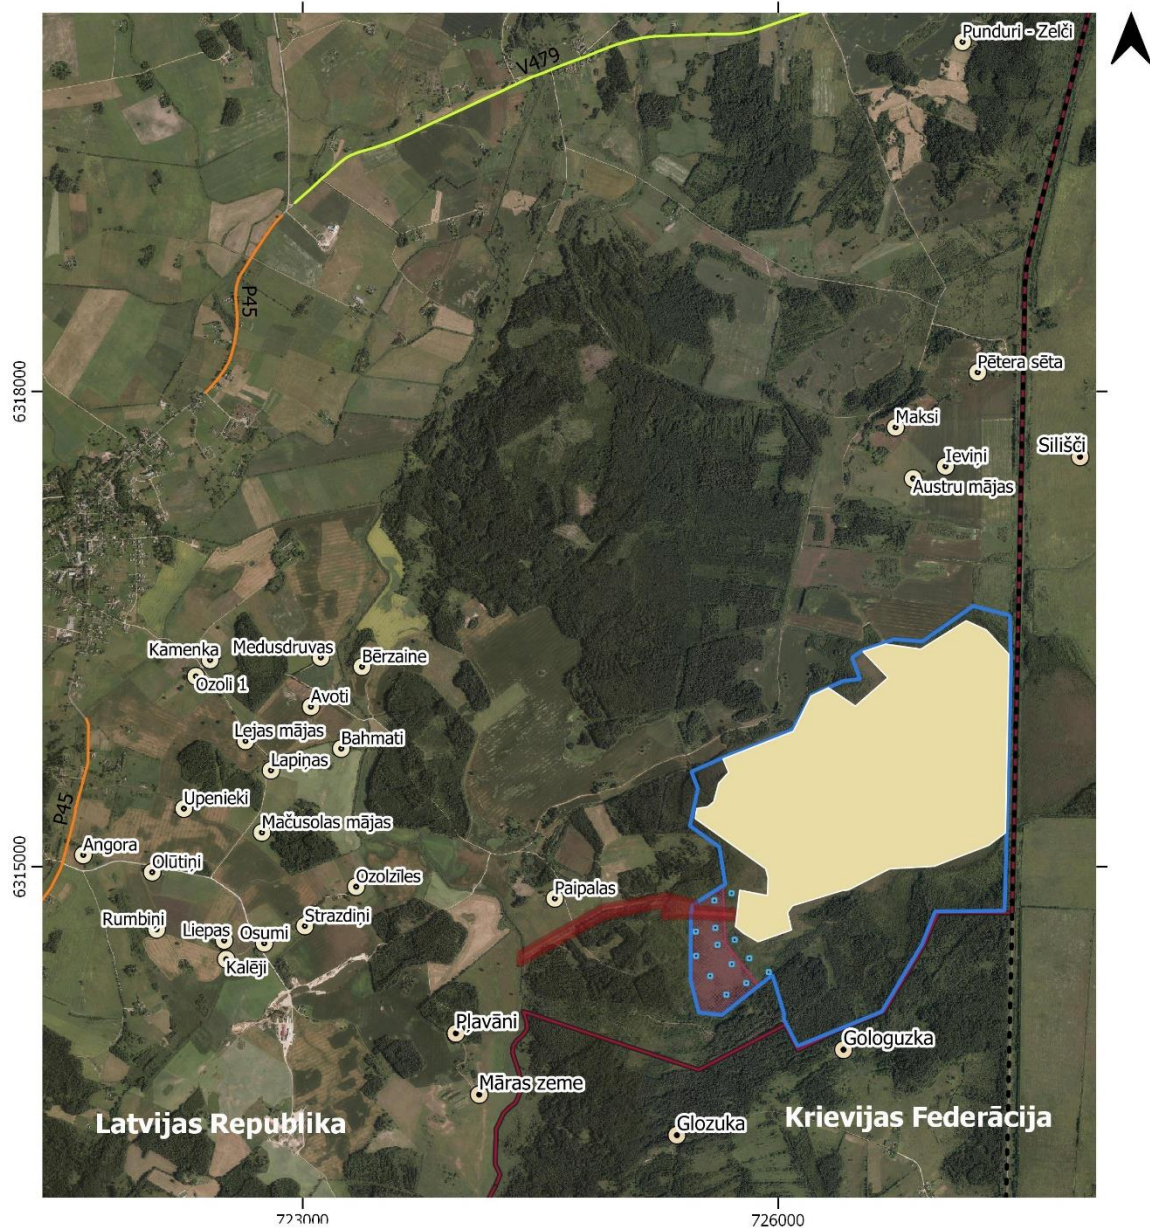 Punduri - Zelči
V479
P45
6318000
Pētera sēta
Maksi
Silišči
Ieviņi
Austru mājas
Kamenka
Medusdruvas
Bērzaine
Ozoli 1
Avoti
Lejas mājas
Bahmati
Lapiņas
P45
Upenieki
Mačusolas mājas
6315000
Angora
Olūtiņi
Ozolzīles
Paipalas
Rumbiņi
Liepas
Osumi
Strazdiņi
Kalēji
Pļavāni
Gologuzka
Māras zeme
Latvijas Republika
Glozuka
Krievijas Federācija
723000
726000